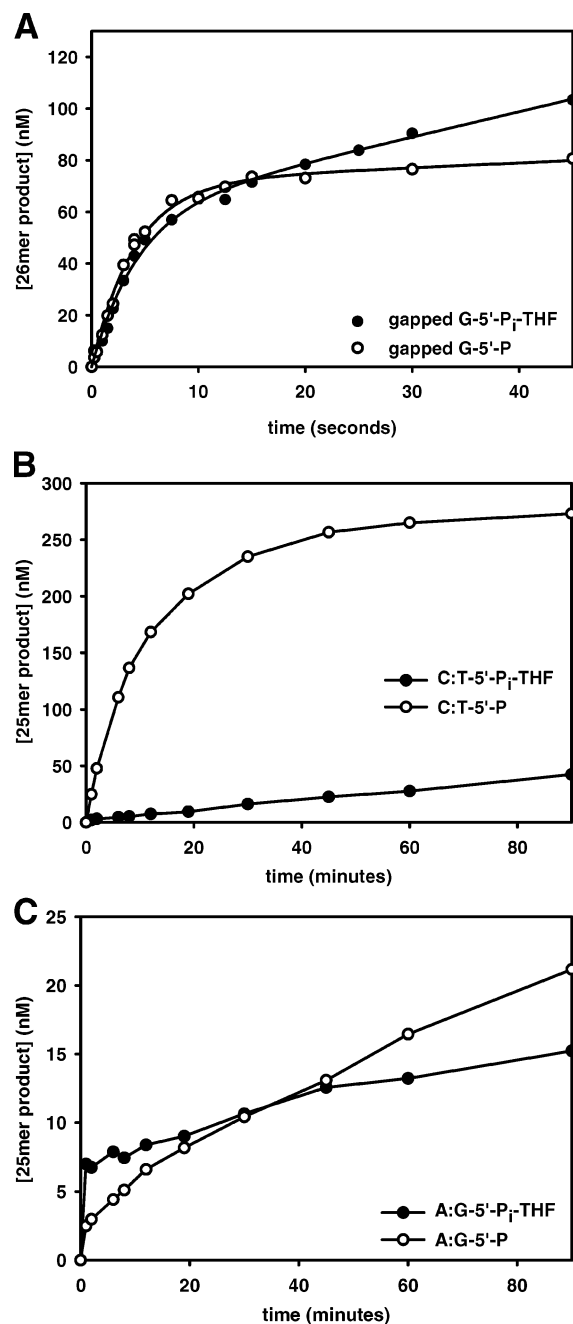 A
120
100
80
60
40
20
0
[26mer product] (nM)
gapped G-5'-Pi-THF
gapped G-5'-P
0 10 20 30 40
time (seconds)
B
300
250
200
150
100
50
0
[25mer product] (nM)
C:T-5'-Pi-THF
C:T-5'-P
0 20 40 60 80
time (minutes)
C
25
20
15
10
5
0
[25mer product] (nM)
A:G-5'-Pi-THF
A:G-5'-P
0 20 40 60 80
time (minutes)